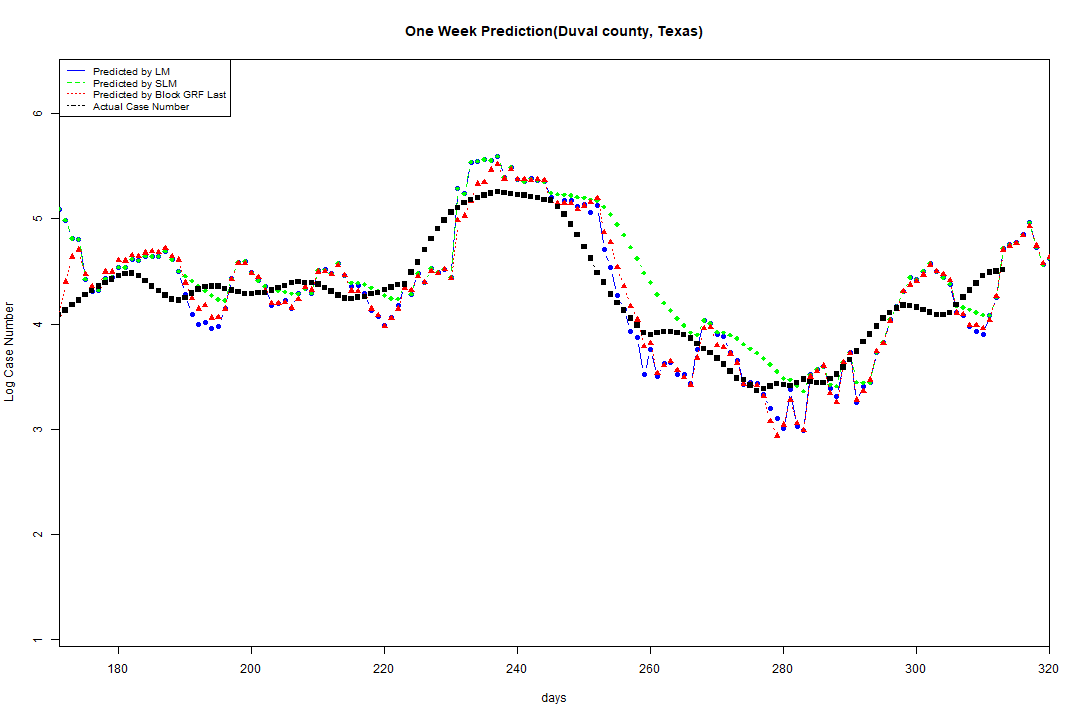 One Week Prediction(Duval county, Texas)
Predicted by LM
Predicted by SLM
Predicted by Block GRF Last
Actual Case Number
6
5
4
3
2
1
Log Case Number
180 200 220 240 260 280 300 320
days